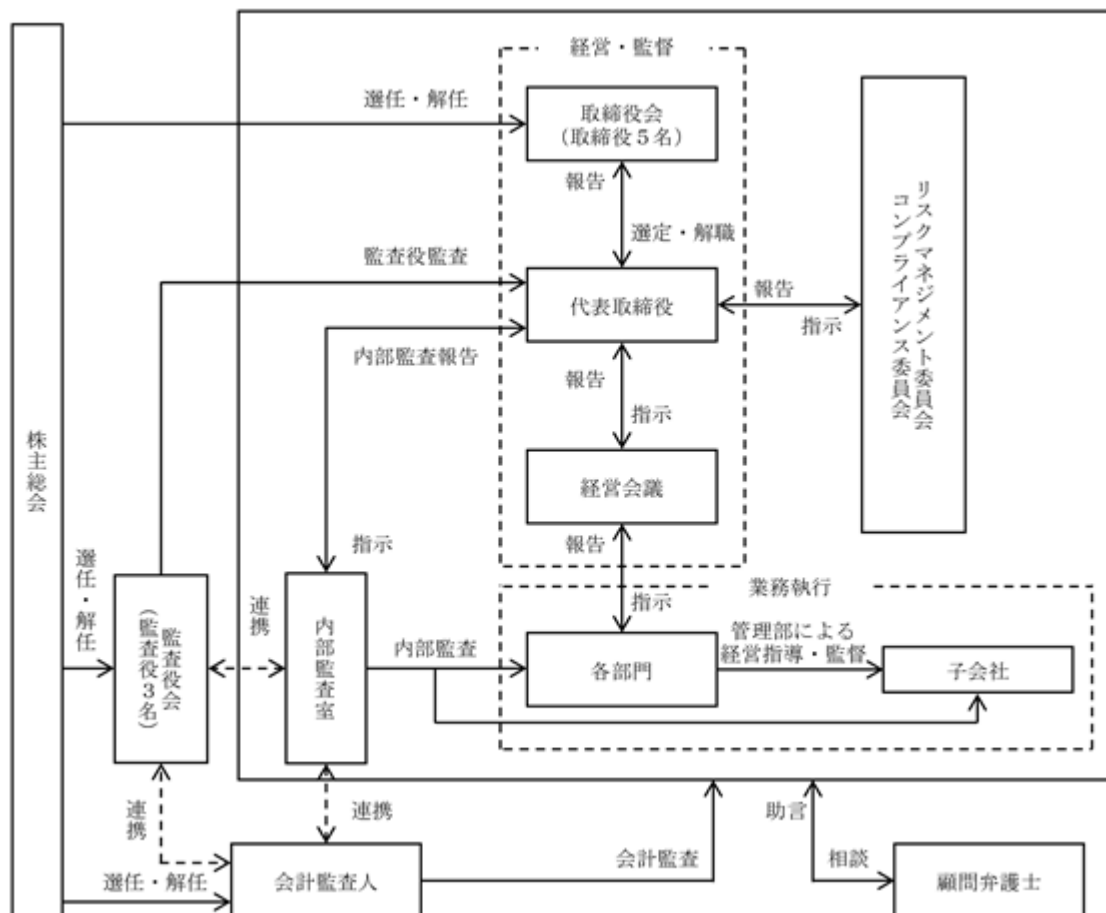 経営・監督
選任・解任
取締役会
（取締役５名）
報告
選定・解職
監査役監査
代表取締役
報告
指示
リスクマネジメント委員会
コンプライアンス委員会
内部監査報告
報告
指示
経営会議
株主総会
報告
指示
選任・解任
監査役会
（監査役３名）
連携
内部監査室
業務執行
指示
内部監査
各部門
管理部による
経営指導・監督
子会社
連携
連携
助言
選任・解任
会計監査人
会計監査
相談
顧問弁護士